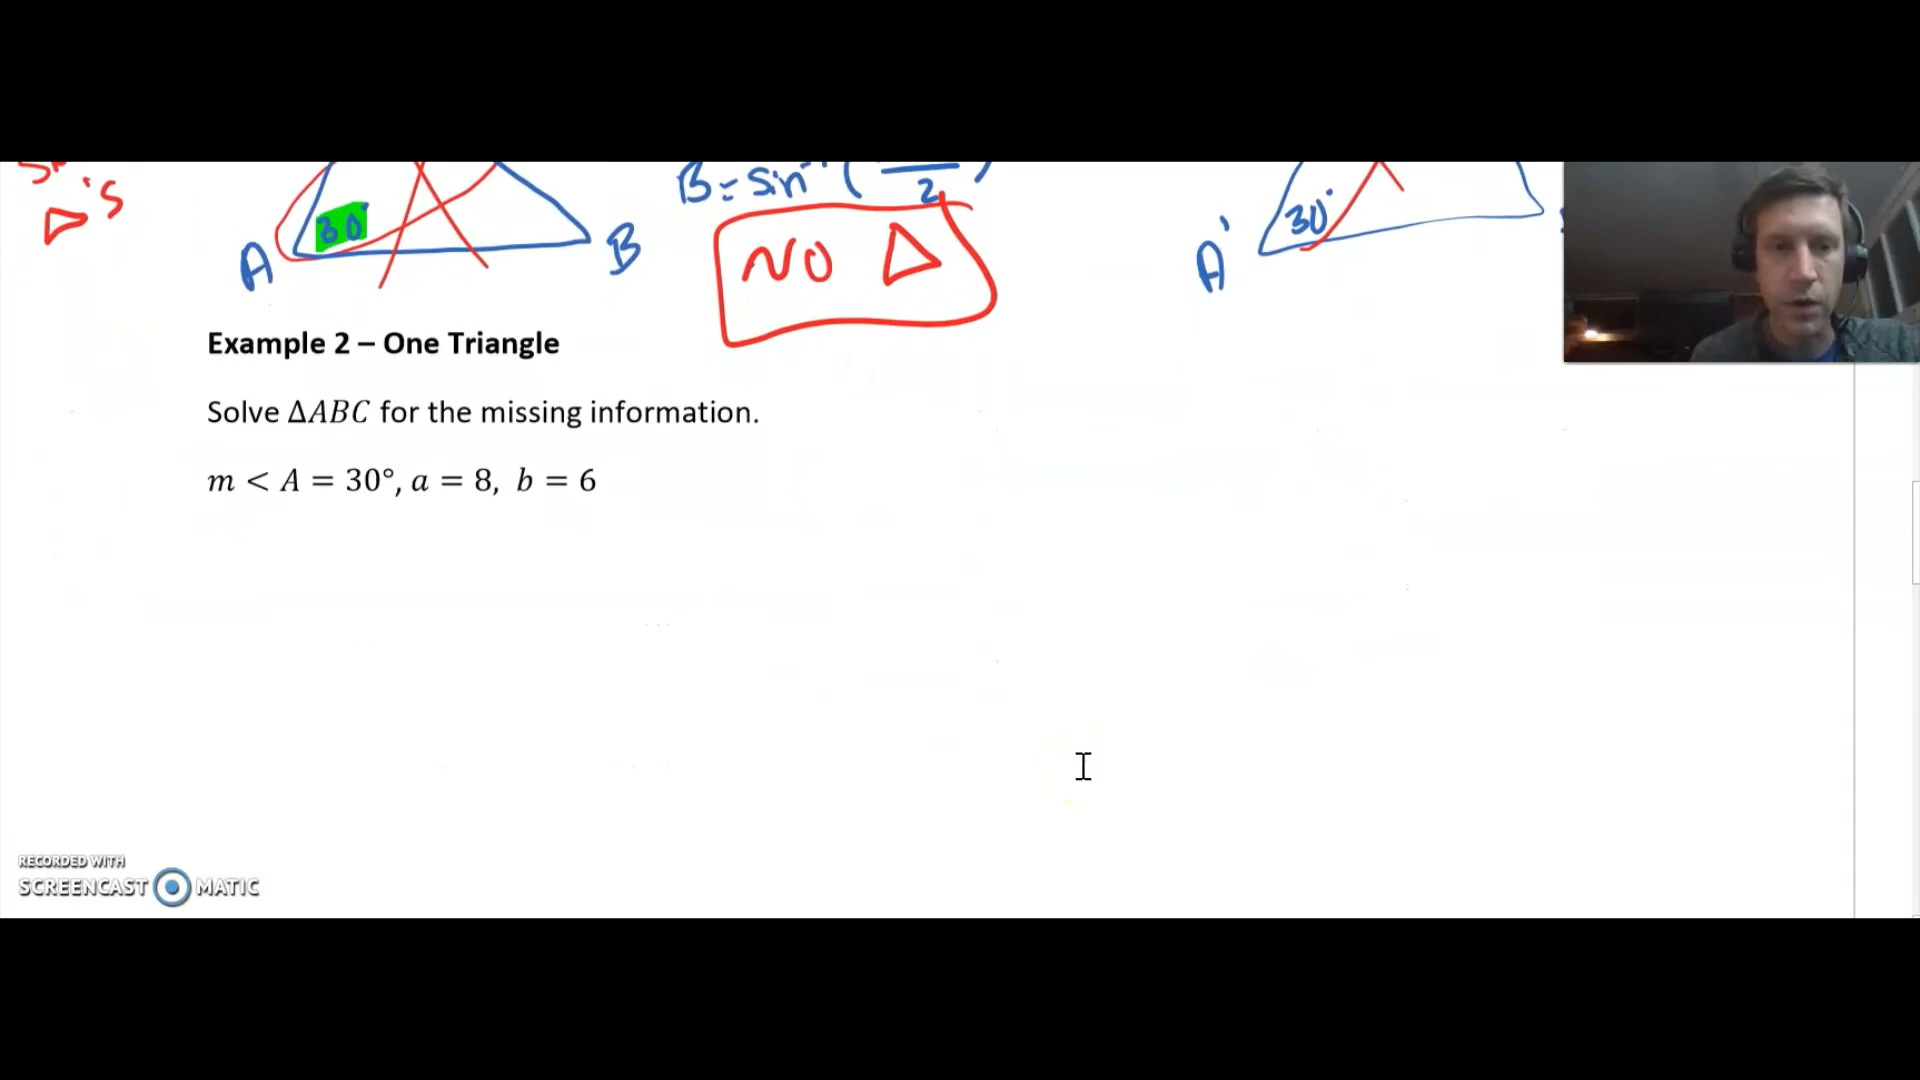 's
B = sin⁻¹ ( / 2 )
30°
30°
A
B
NO Δ
A'
Example 2 – One Triangle
Solve ΔABC for the missing information.
m < A = 30°, a = 8, b = 6
RECORDED WITH
SCREENCAST MATIC